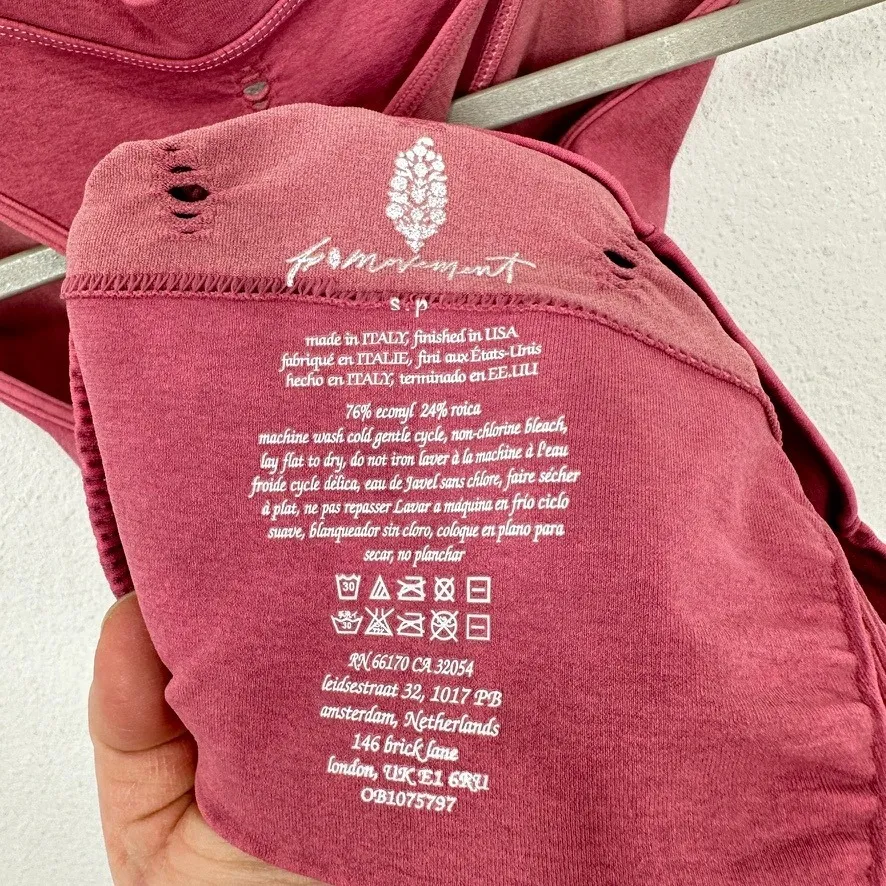 fp movement
s.p
made in ITALY, finished in USA
fabriqué en ITALIE, fini aux États-Unis
hecho en ITALY, terminado en EE.UU
76% econyl 24% roica
machine wash cold gentle cycle, non-chlorine bleach,
lay flat to dry, do not iron laver à la machine à l'eau
froide cycle délica, eau de Javel sans chlore, faire sécher
à plat, ne pas repasser Lavar a máquina en frío ciclo
suave, blanqueador sin cloro, coloque en plano para
secar, no planchar
30
30
RN 66170 CA 32054
leidsestraat 32, 1017 PB
amsterdam, Netherlands
146 brick lane
london, UK E1 6RU
OB1075797